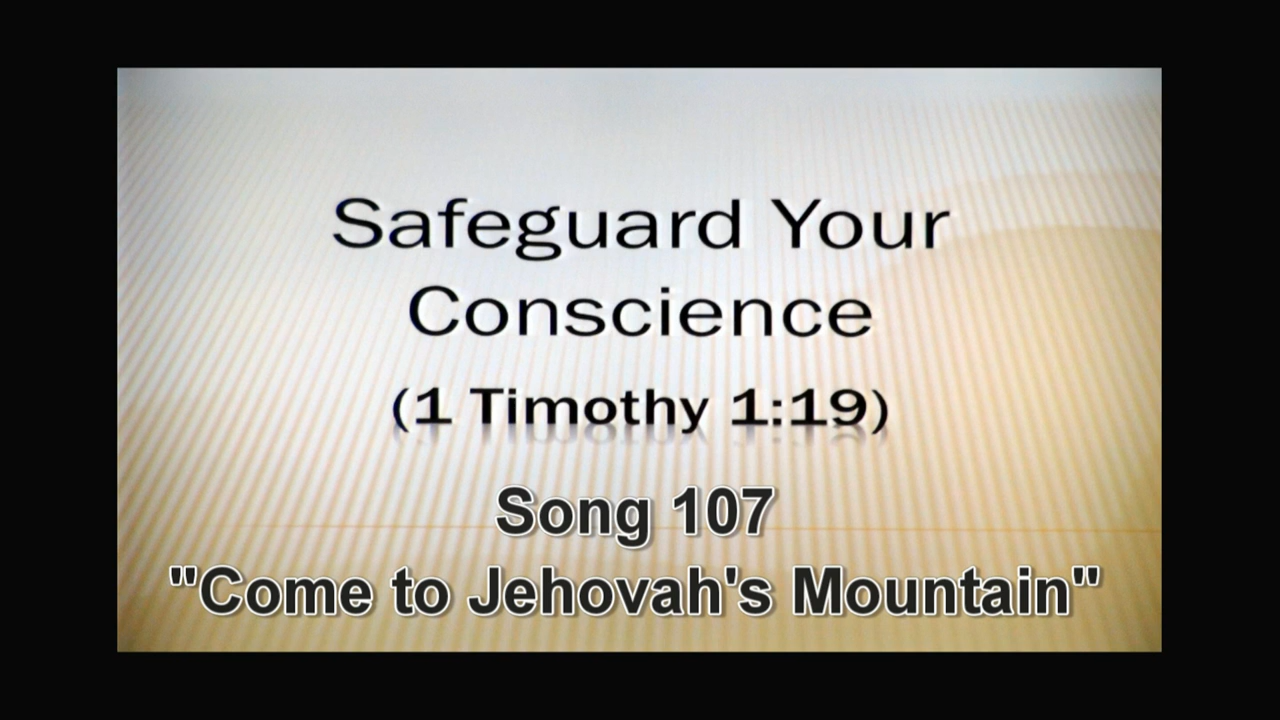 Safeguard Your
Conscience
(1 Timothy 1:19)
Song 107
"Come to Jehovah's Mountain"